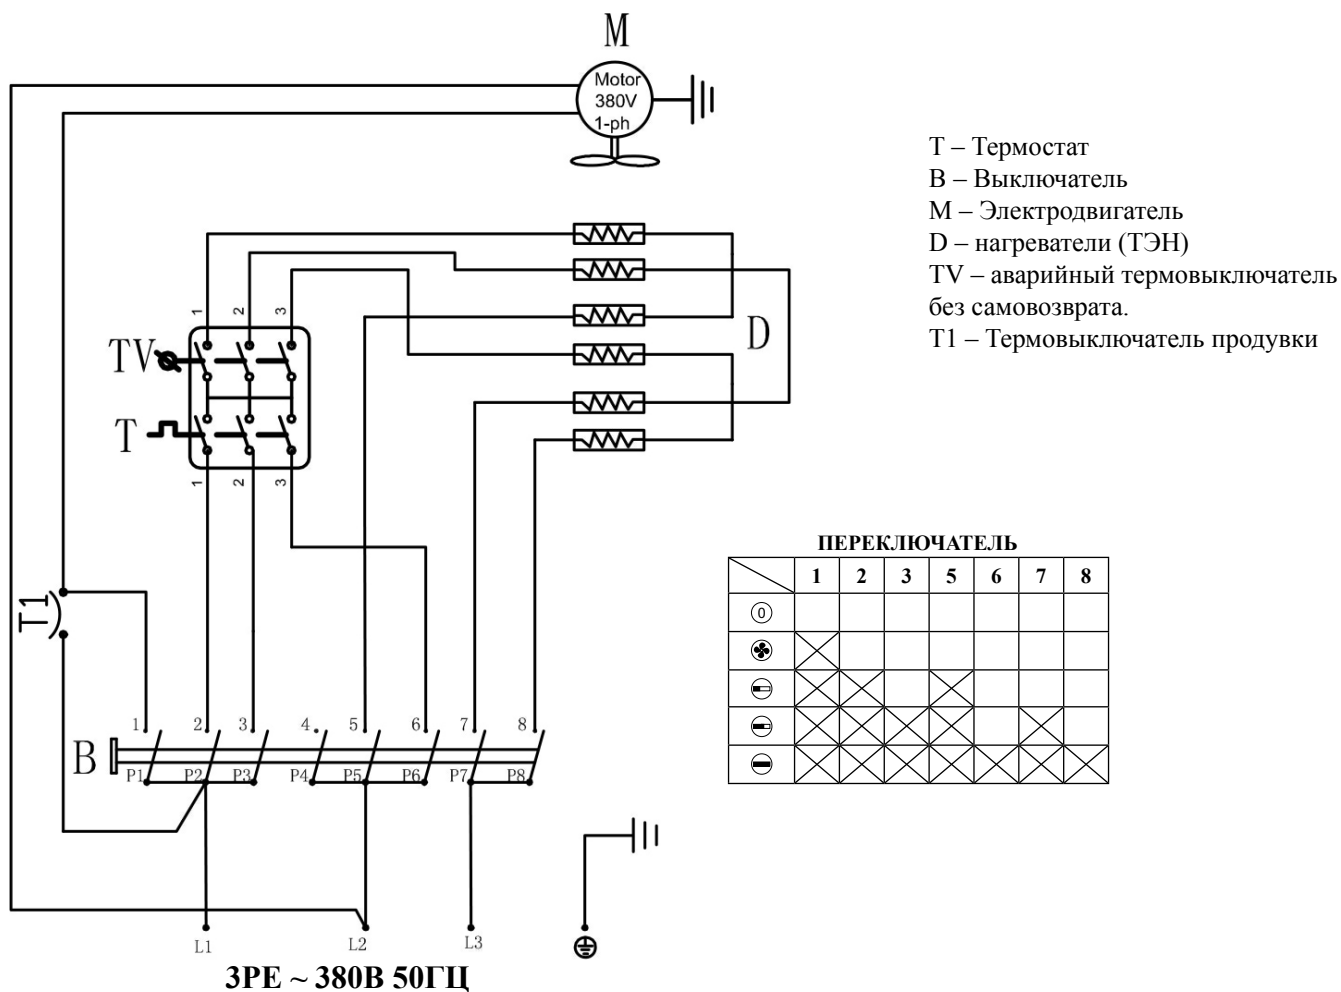 M
Motor
380V
1-ph
Т – Термостат
В – Выключатель
М – Электродвигатель
D – нагреватели (ТЭН)
TV – аварийный термовыключатель
без самовозврата.
Т1 – Термовыключатель продувки
1 2 3
TV
D
T
1 2 3
ПЕРЕКЛЮЧАТЕЛЬ
1 2 3 5 6 7 8
0
T1
1 2 3 4 5 6 7 8
B
P1 P2 P3 P4 P5 P6 P7 P8
L1 L2 L3
3PE ~ 380В 50ГЦ